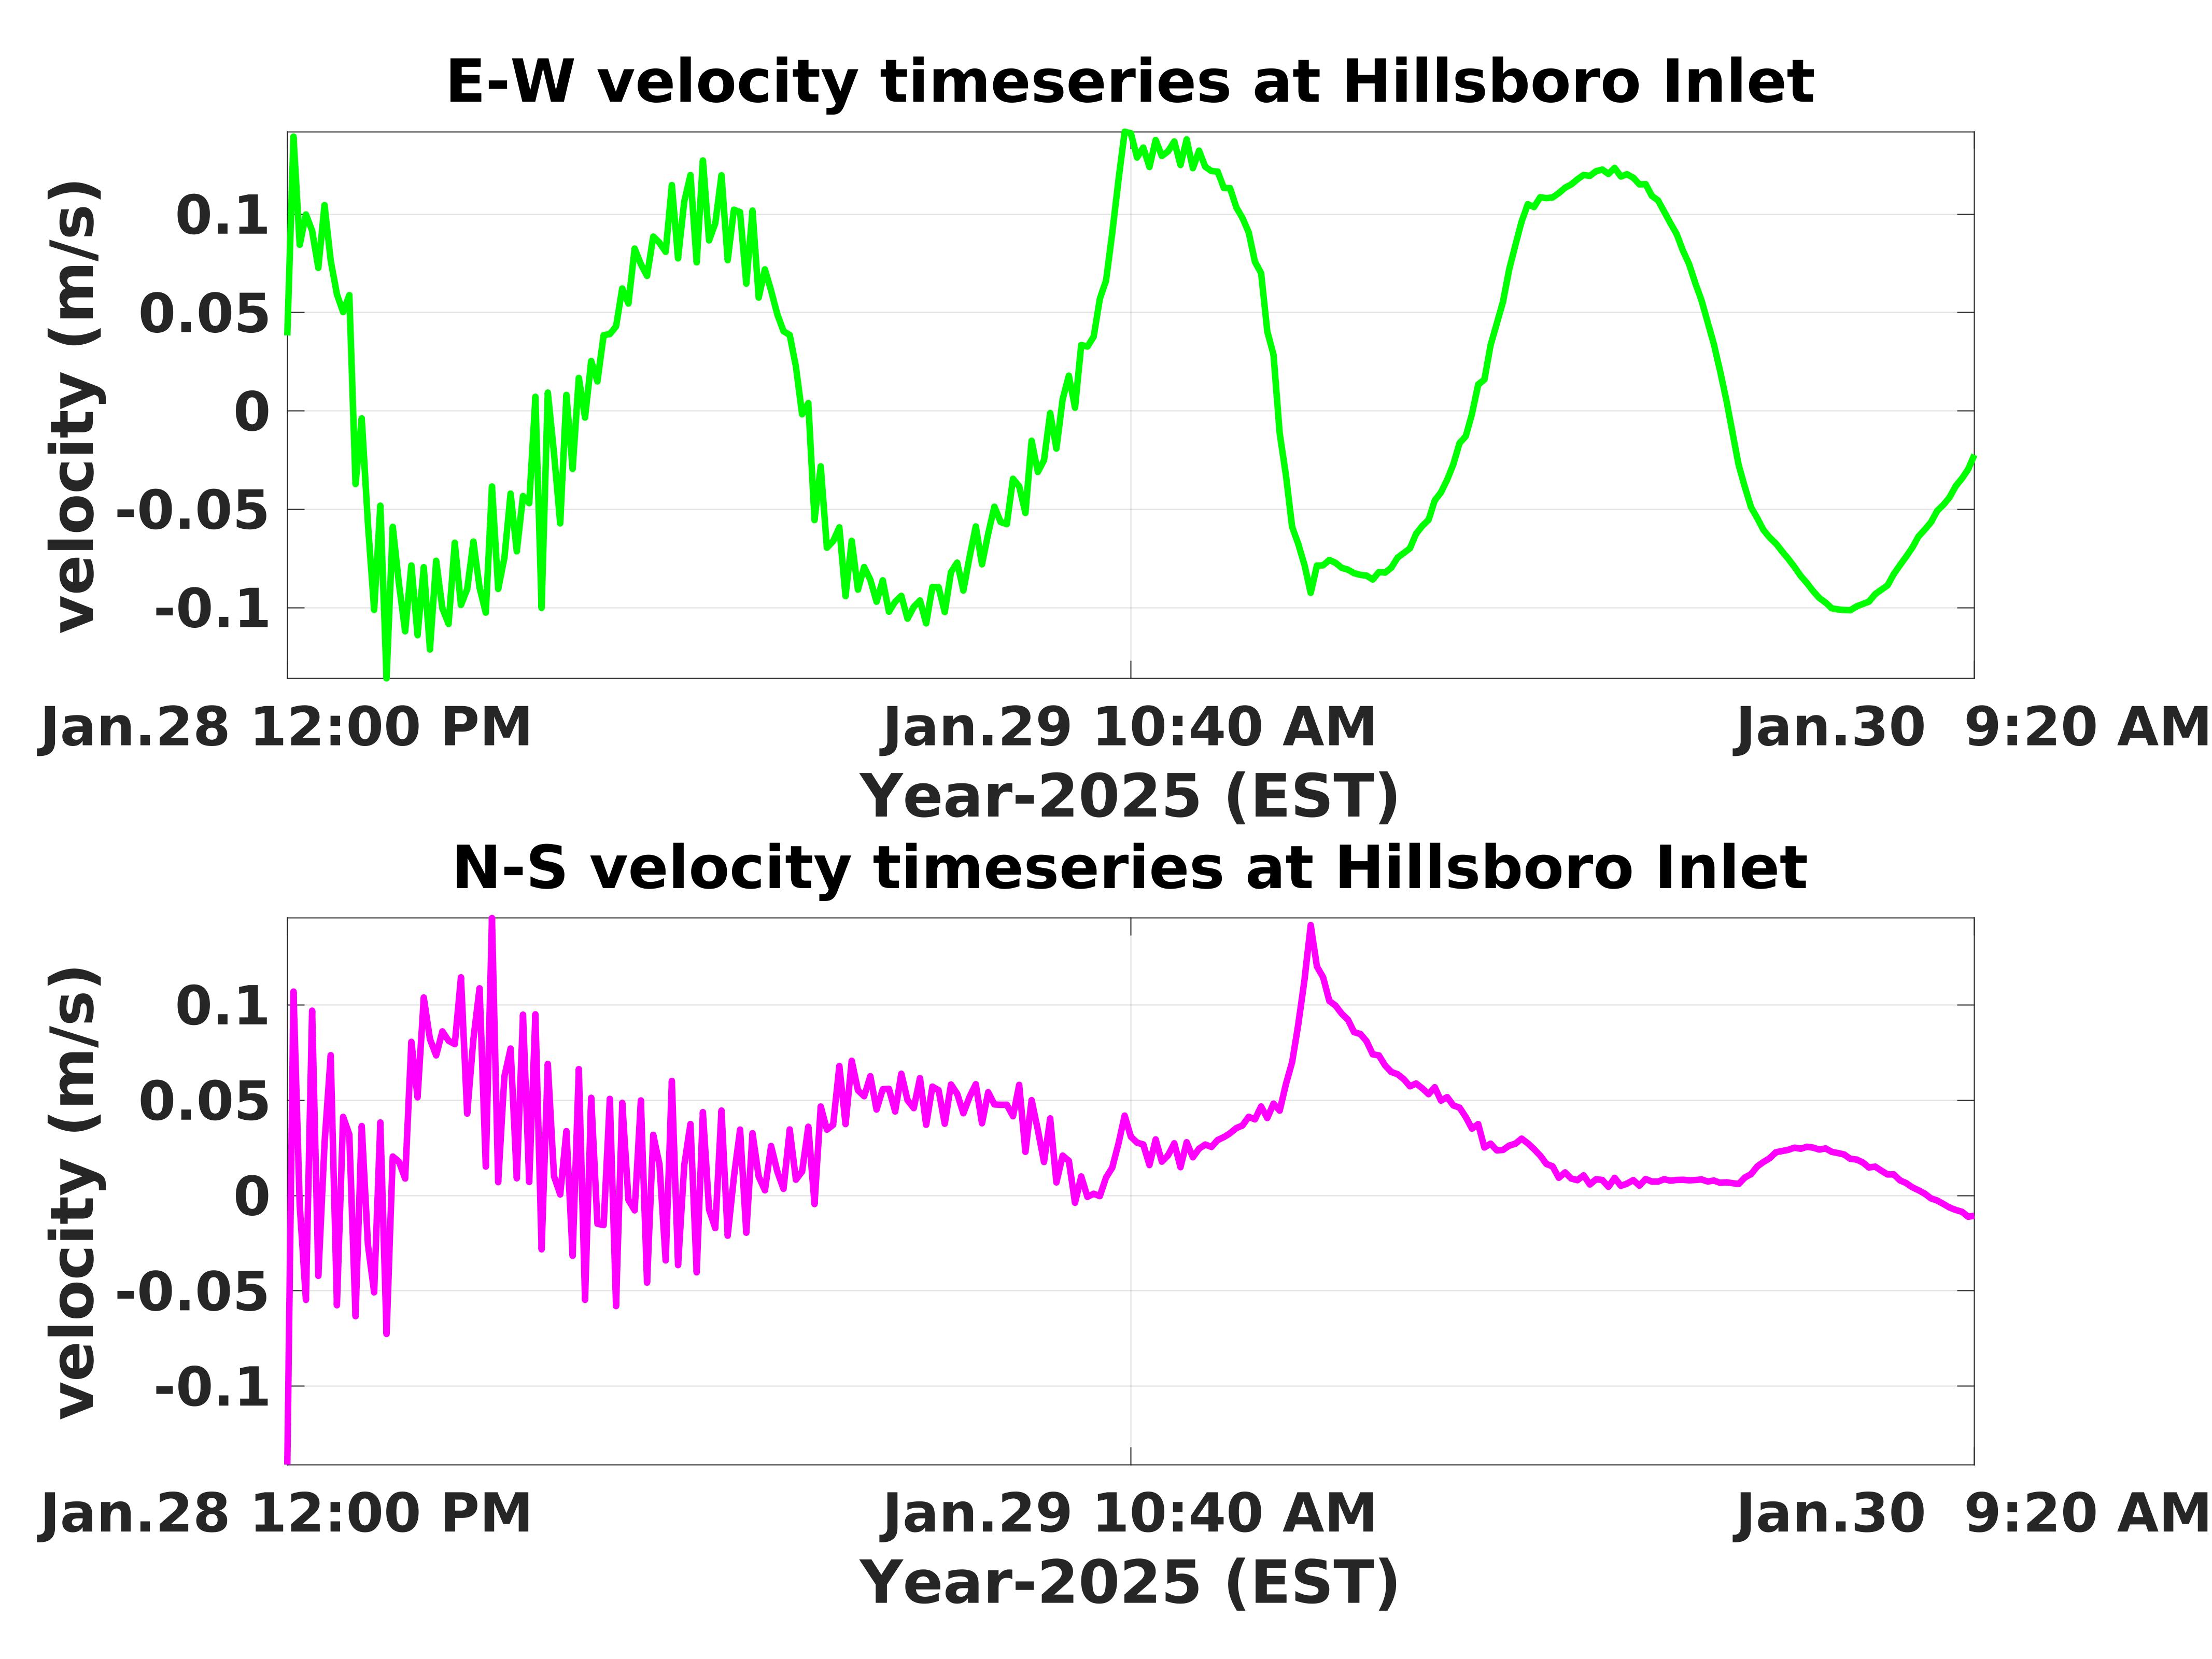 E-W velocity timeseries at Hillsboro Inlet
velocity (m/s)
0.1
0.05
0
-0.05
-0.1
Jan.28 12:00 PM Jan.29 10:40 AM Jan.30  9:20 AM
Year-2025 (EST)
N-S velocity timeseries at Hillsboro Inlet
velocity (m/s)
0.1
0.05
0
-0.05
-0.1
Jan.28 12:00 PM Jan.29 10:40 AM Jan.30  9:20 AM
Year-2025 (EST)